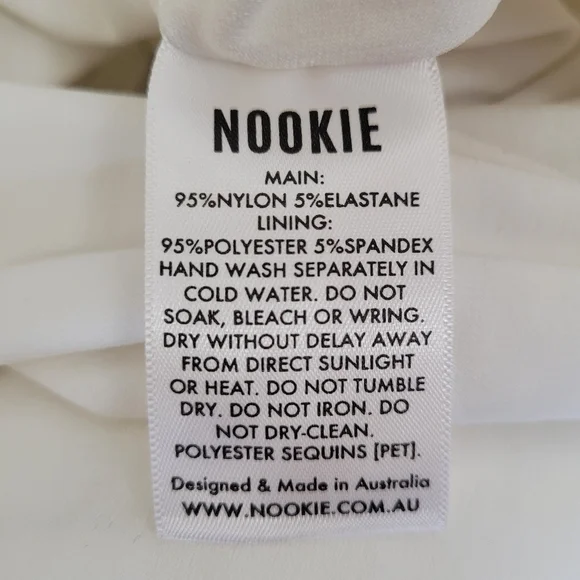 NOOKIE
MAIN:
95%NYLON 5%ELASTANE
LINING:
95%POLYESTER 5%SPANDEX
HAND WASH SEPARATELY IN
COLD WATER. DO NOT
SOAK, BLEACH OR WRING.
DRY WITHOUT DELAY AWAY
FROM DIRECT SUNLIGHT
OR HEAT. DO NOT TUMBLE
DRY. DO NOT IRON. DO
NOT DRY-CLEAN.
POLYESTER SEQUINS [PET].
Designed & Made in Australia
WWW.NOOKIE.COM.AU